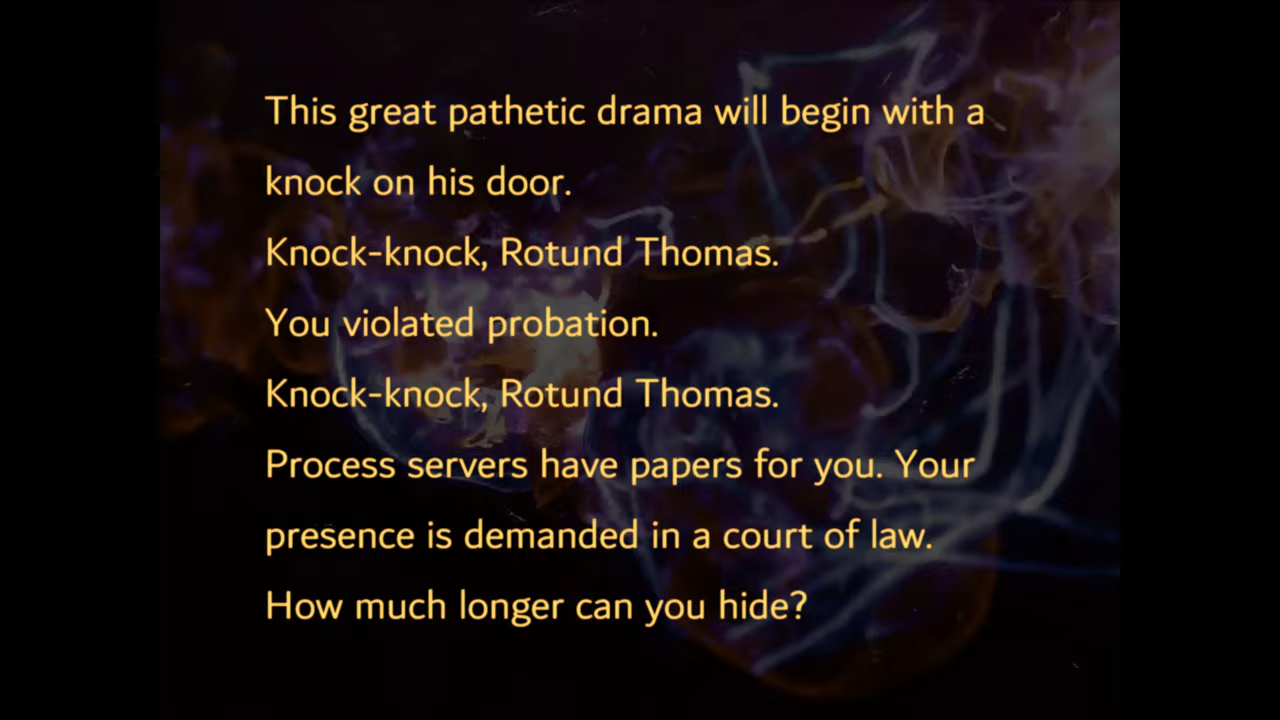 This great pathetic drama will begin with a
knock on his door.
Knock-knock, Rotund Thomas.
You violated probation.
Knock-knock, Rotund Thomas.
Process servers have papers for you. Your
presence is demanded in a court of law.
How much longer can you hide?